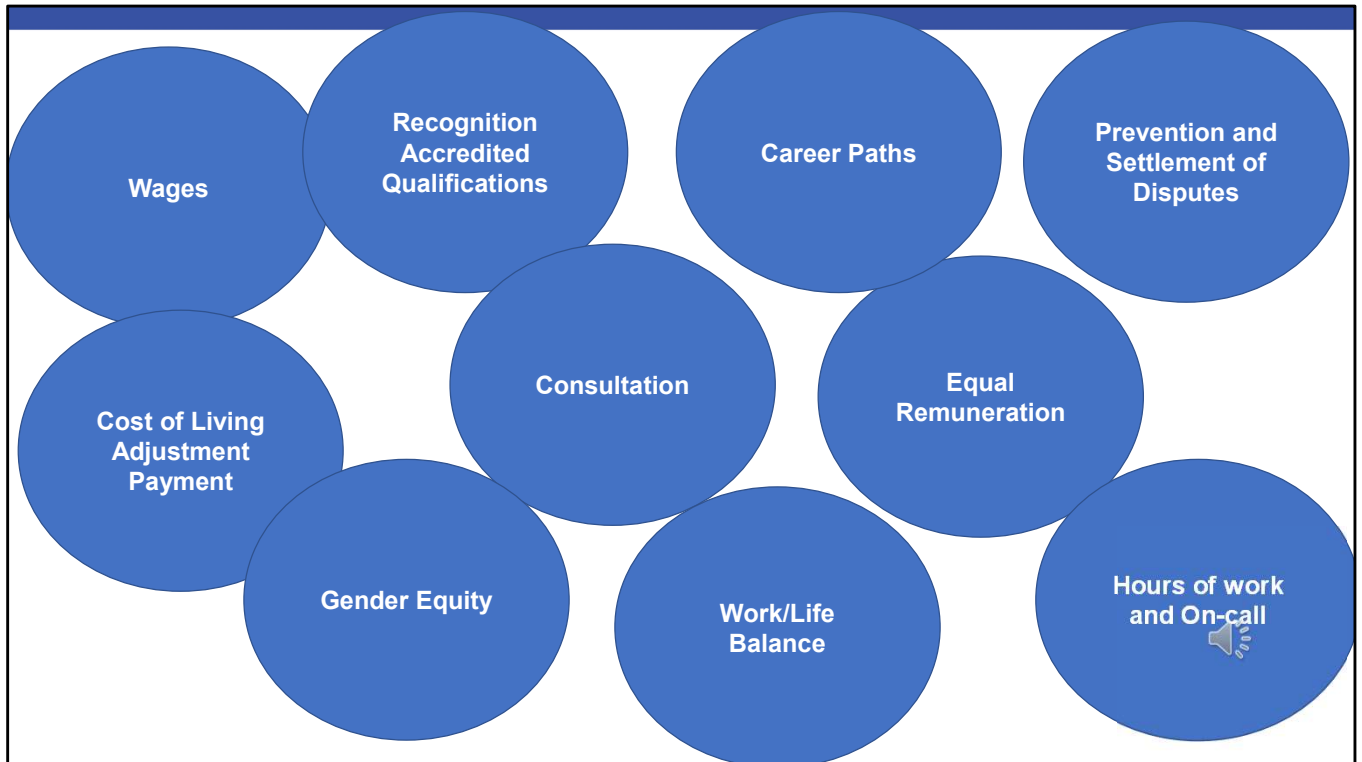 Wages
Recognition
Accredited
Qualifications
Career Paths
Prevention and
Settlement of
Disputes
Cost of Living
Adjustment
Payment
Consultation
Equal
Remuneration
Gender Equity
Work/Life
Balance
Hours of work
and On-call